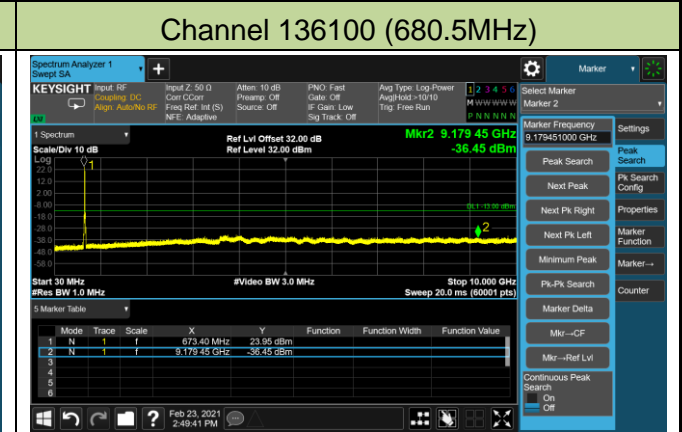 Channel 136100 (680.5MHz)
Spectrum Analyzer 1
Swept SA
+
Marker
KEYSIGHT
Input: RF
Coupling: DC
Align: Auto/No RF
Input Z: 50 Ω
Corr CCorr
Freq Ref: Int (S)
NFE: Adaptive
Atten: 10 dB
Preamp: Off
Source: Off
PNO: Fast
Gate: Off
IF Gain: Low
Sig Track: Off
Avg Type: Log-Power
Avg|Hold:>10/10
Trig: Free Run
1 2 3 4 5 6
M W W W W W
P N N N N N
LW
Select Marker
Marker 2
1 Spectrum
Scale/Div 10 dB
Ref Lvl Offset 32.00 dB
Ref Level 32.00 dBm
Mkr2 9.179 45 GHz
-36.45 dBm
Log
22.0
12.0
2.00
-8.00
-18.0
-28.0
-38.0
-48.0
-58.0
1
DL1 -13.00 dBm
2
Start 30 MHz
#Res BW 1.0 MHz
#Video BW 3.0 MHz
Stop 10.000 GHz
Sweep 20.0 ms (60001 pts)
5 Marker Table
Mode Trace Scale X Y Function Function Width Function Value
1 N 1 f 673.40 MHz 23.95 dBm
2 N 1 f 9.179 45 GHz -36.45 dBm
3
4
5
6
Marker Frequency
9.179451000 GHz
Peak Search
Next Peak
Next Pk Right
Next Pk Left
Minimum Peak
Pk-Pk Search
Marker Delta
Mkr→CF
Mkr→Ref Lvl
Continuous Peak
Search
On
Off
Settings
Peak
Search
Pk Search
Config
Properties
Marker
Function
Marker→
Counter
?
Feb 23, 2021
2:49:41 PM